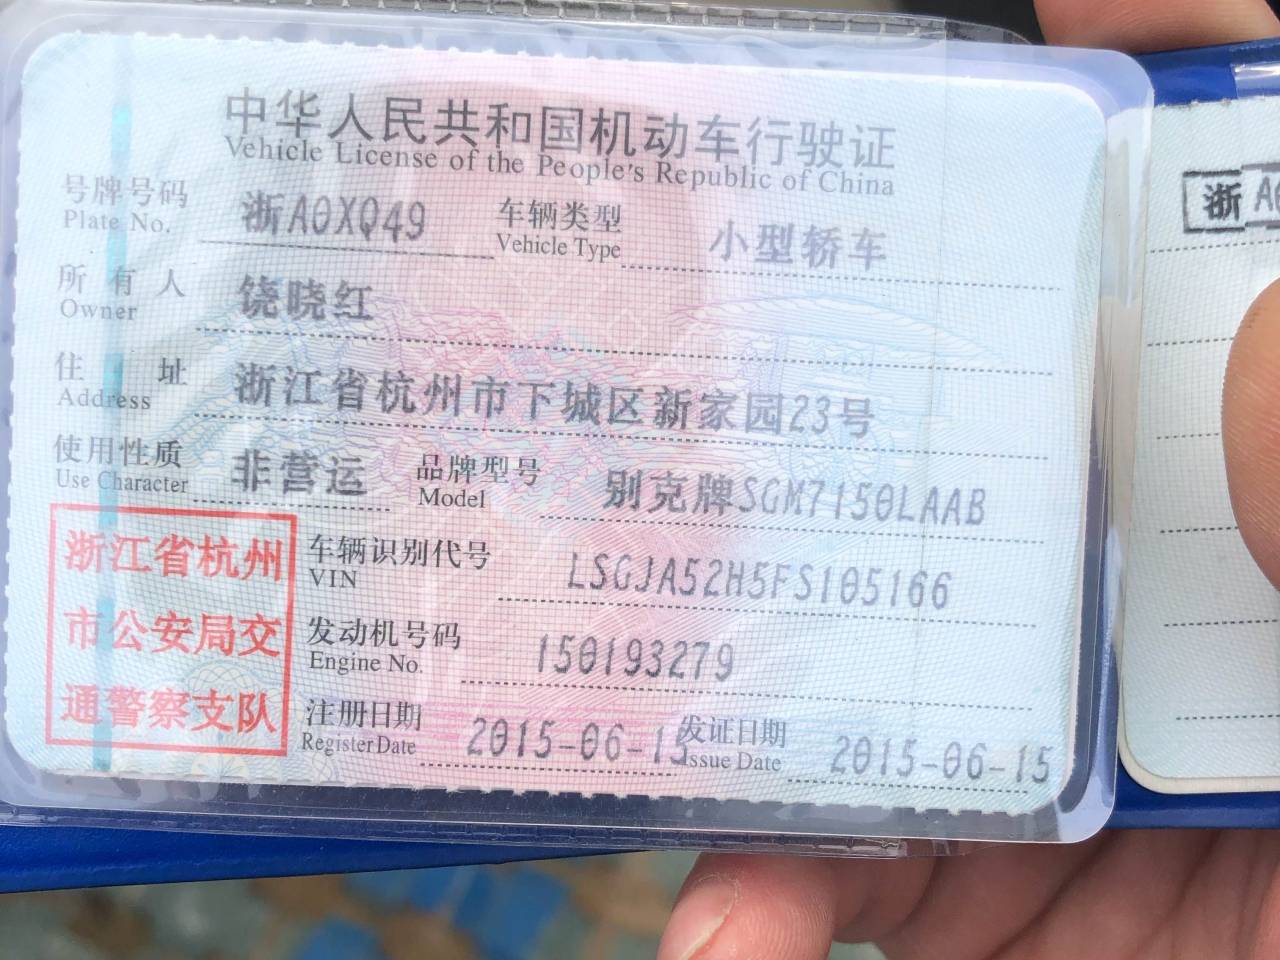 中华人民共和国机动车行驶证
Vehicle License of the People's Republic of China
号牌号码 浙A0XQ49 车辆类型 小型轿车
Plate No. Vehicle Type
所有人 饶晓红
Owner
住址 浙江省杭州市下城区新家园23号
Address
使用性质 非营运 品牌型号 别克牌SGM7150LAAB
Use Character Model
浙江省杭州
市公安局交
通警察支队
车辆识别代号 LSGJA52H5FS105166
VIN
发动机号码 150193279
Engine No.
注册日期 2015-06-15 发证日期 2015-06-15
RegisterDate Issue Date
浙A0